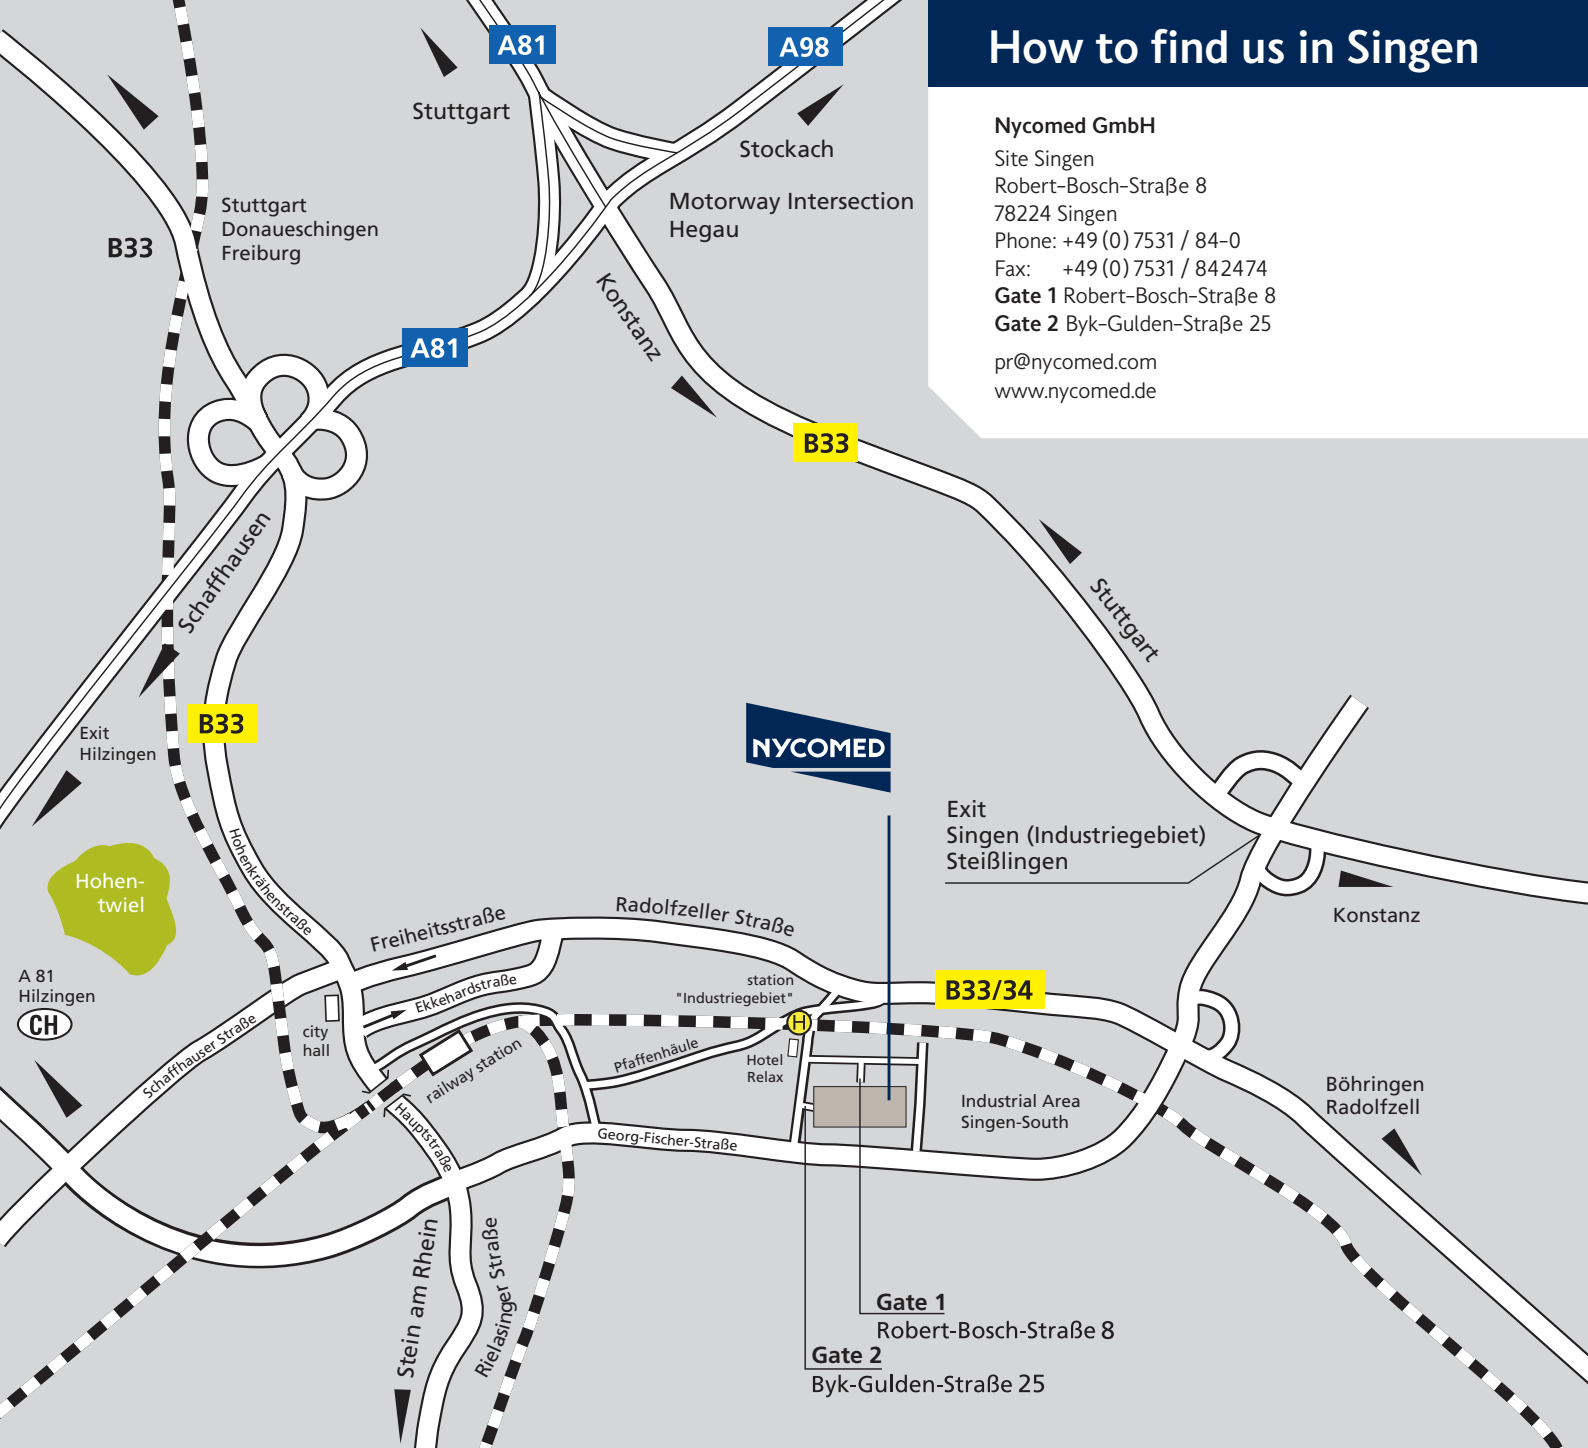 How to find us in Singen
Nycomed GmbH
Site Singen
Robert-Bosch-Straße 8
78224 Singen
Phone: +49 (0) 7531 / 84-0
Fax: +49 (0) 7531 / 842474
Gate 1 Robert-Bosch-Straße 8
Gate 2 Byk-Gulden-Straße 25
pr@nycomed.com
www.nycomed.de
A81
A98
Stuttgart
Stockach
Motorway Intersection
Hegau
Stuttgart
Donaueschingen
Freiburg
B33
Konstanz
A81
B33
Schaffhausen
Stuttgart
B33
Exit
Hilzingen
NYCOMED
Exit
Singen (Industriegebiet)
Steißlingen
Konstanz
Hohen-
twiel
Hohenkrähenstraße
Freiheitsstraße
Radolfzeller Straße
A 81
Hilzingen
CH
Ekkehardstraße
station
"Industriegebiet"
B33/34
H
city
hall
Schaffhauser Straße
railway station
Pfaffenhäule
Hotel
Relax
Industrial Area
Singen-South
Böhringen
Radolfzell
Hauptstraße
Georg-Fischer-Straße
Stein am Rhein
Rielasinger Straße
Gate 1
Robert-Bosch-Straße 8
Gate 2
Byk-Gulden-Straße 25